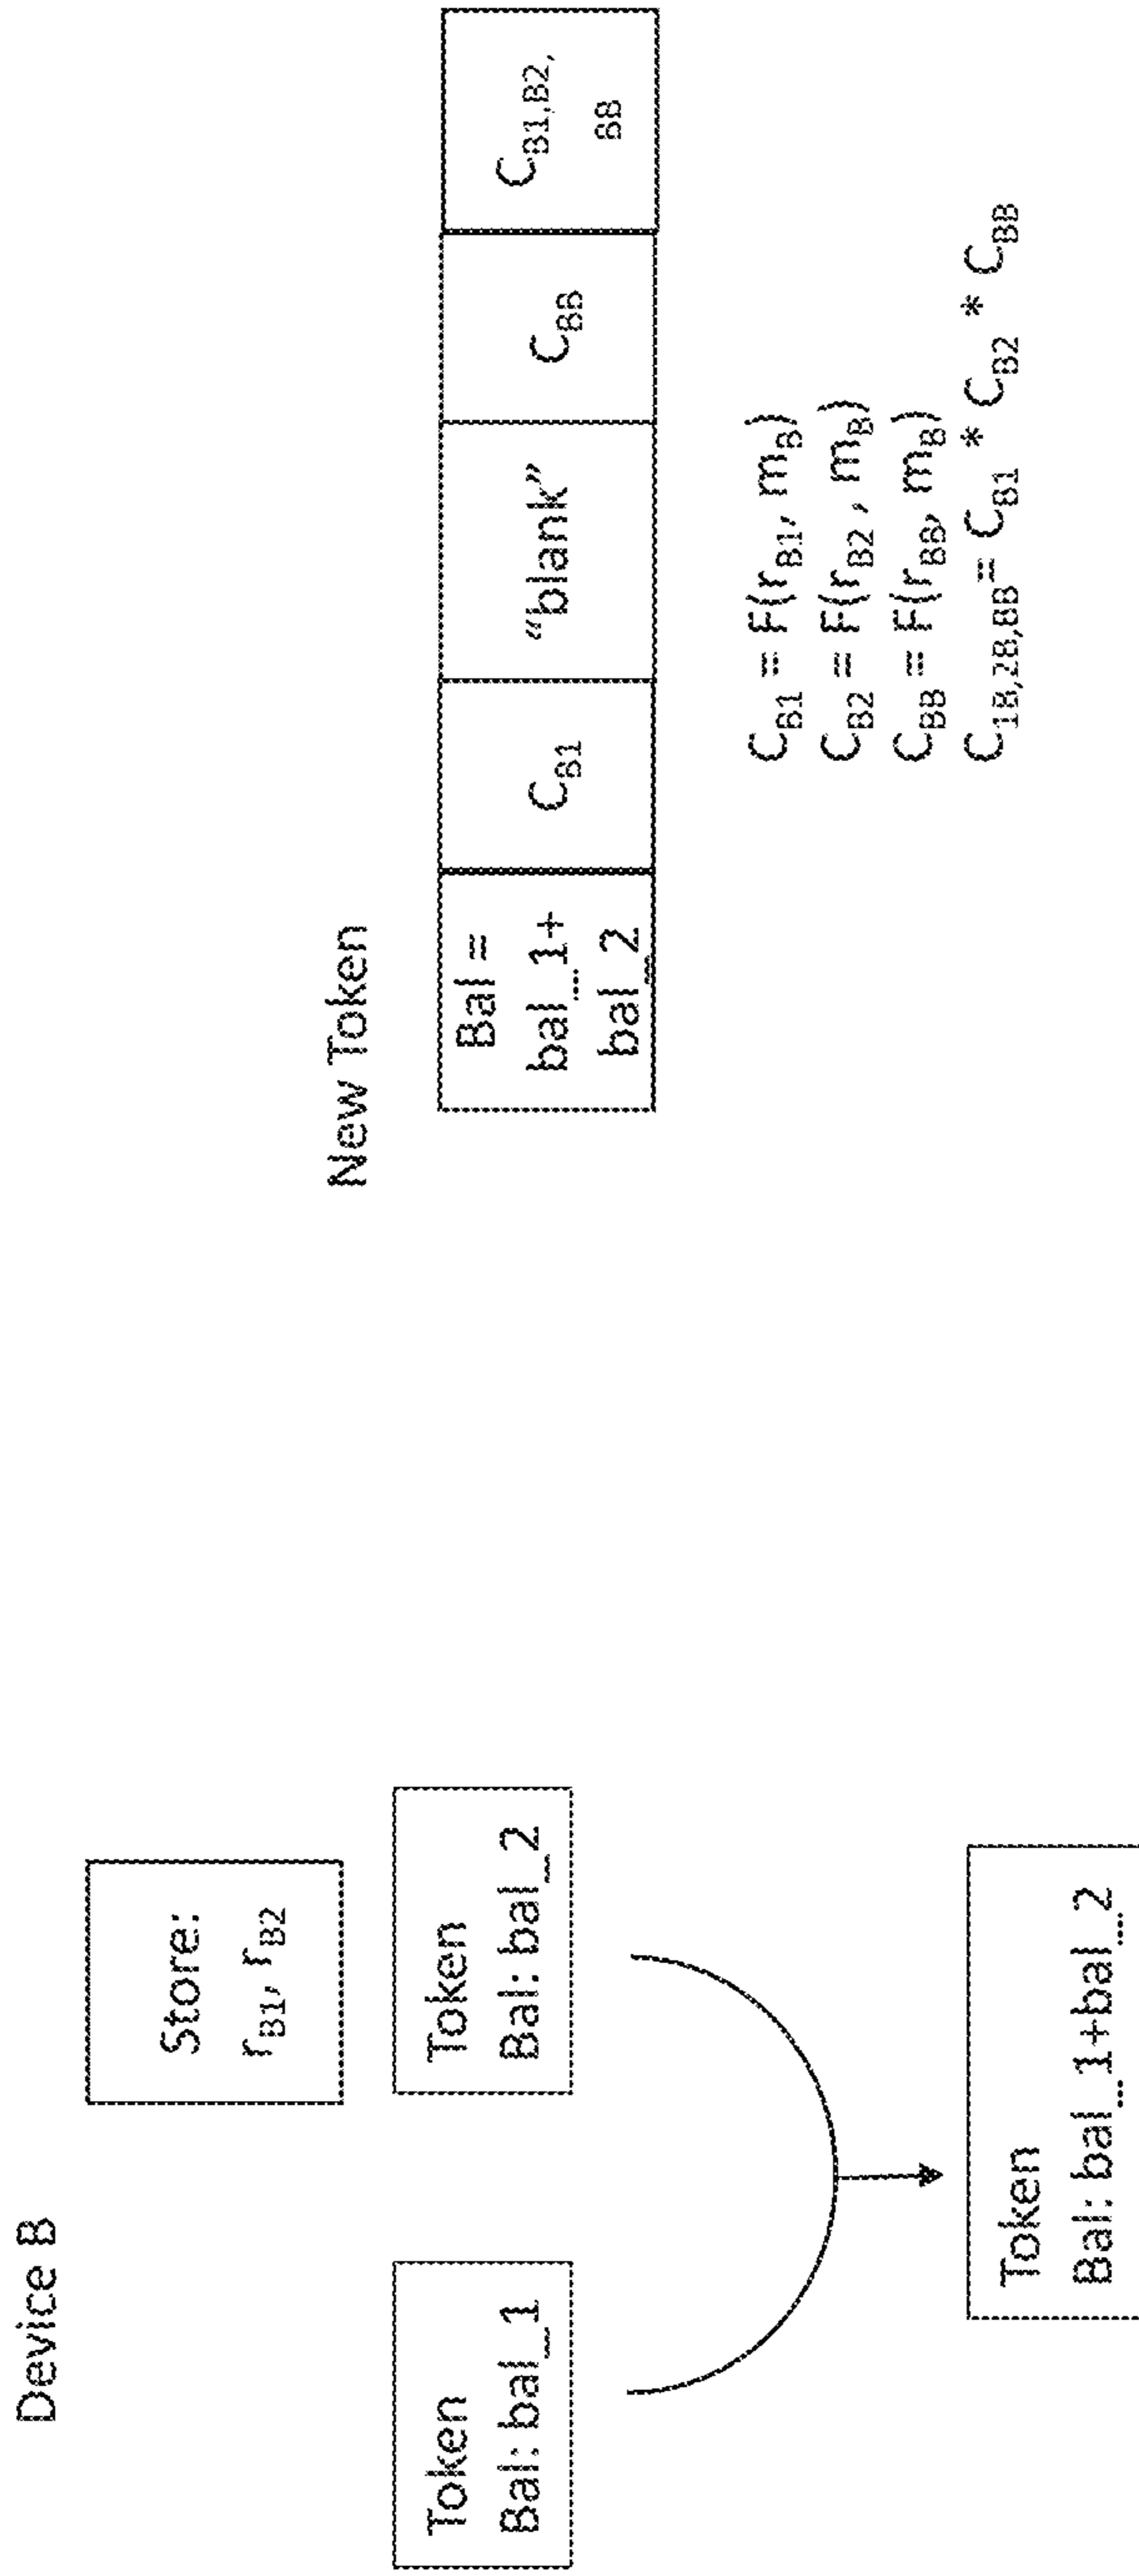 Device B
Store:
r_B1, r_B2
Token
Bal: bal_1
Token
Bal: bal_2
Token
Bal: bal_1+bal_2
New Token
Bal =
bal_1+
bal_2
C_B1
“blank”
C_BB
C_B1,B2,
BB
C_B1 = F(r_B1, m_B)
C_B2 = F(r_B2 , m_B)
C_BB = F(r_BB, m_B)
C_1B,2B,BB = C_B1 * C_B2 * C_BB